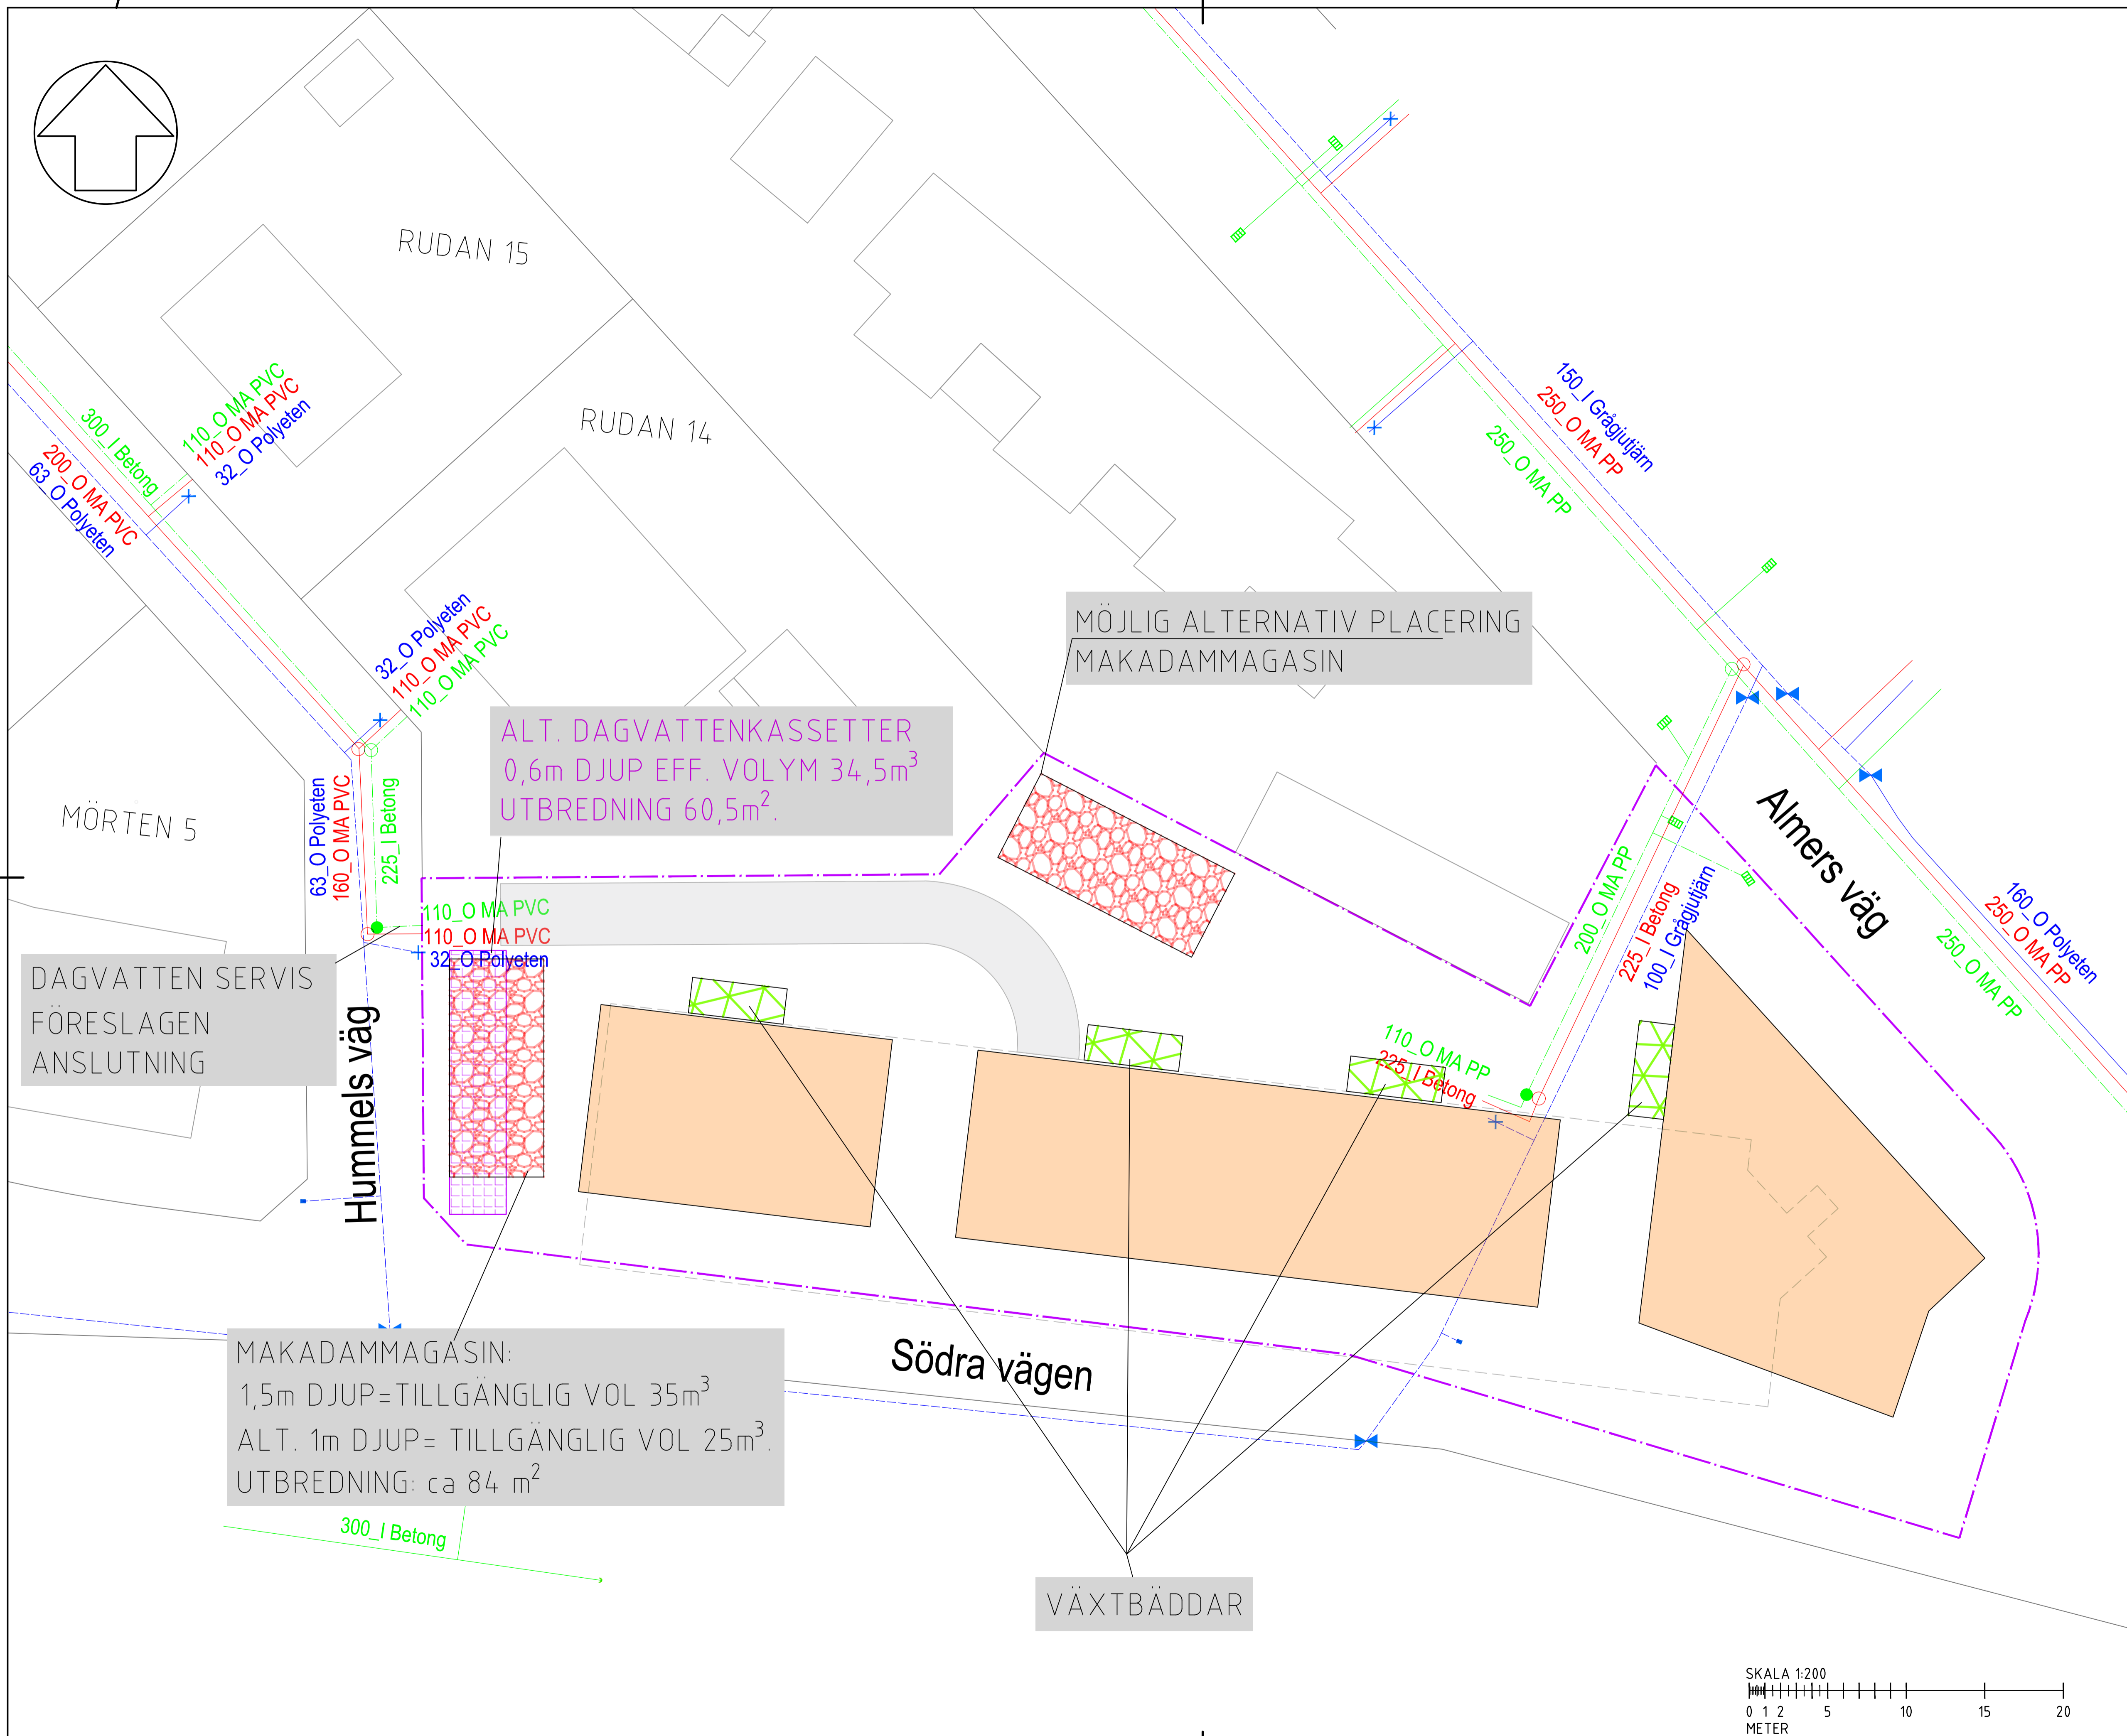 RUDAN 15
RUDAN 14
MÖRTEN 5
110_O MA PVC
110_O MA PVC
32_O Polyeten
300_I Betong
200_O MA PVC
63_O Polyeten
32_O Polyeten
110_O MA PVC
110_O MA PVC
150_I Grågjutjärn
250_O MA PP
250_O MA PP
MÖJLIG ALTERNATIV PLACERING
MAKADAMMAGASIN
ALT. DAGVATTENKASSETTER
0,6m DJUP EFF. VOLYM 34,5m³
UTBREDNING 60,5m².
63_O Polyeten
160_O MA PVC
225_I Betong
110_O MA PVC
110_O MA PVC
32_O Polyeten
DAGVATTEN SERVIS
FÖRESLAGEN
ANSLUTNING
Hummels väg
Almers väg
200_O MA PP
225_I Betong
100_I Grågjutjärn
160_O Polyeten
250_O MA PP
250_O MA PP
110_O MA PP
225_I Betong
MAKADAMMAGASIN:
1,5m DJUP=TILLGÄNGLIG VOL 35m³
ALT. 1m DJUP= TILLGÄNGLIG VOL 25m³.
UTBREDNING: ca 84 m²
Södra vägen
300_I Betong
VÄXTBÄDDAR
SKALA 1:200
0 1 2 5 10 15 20
METER